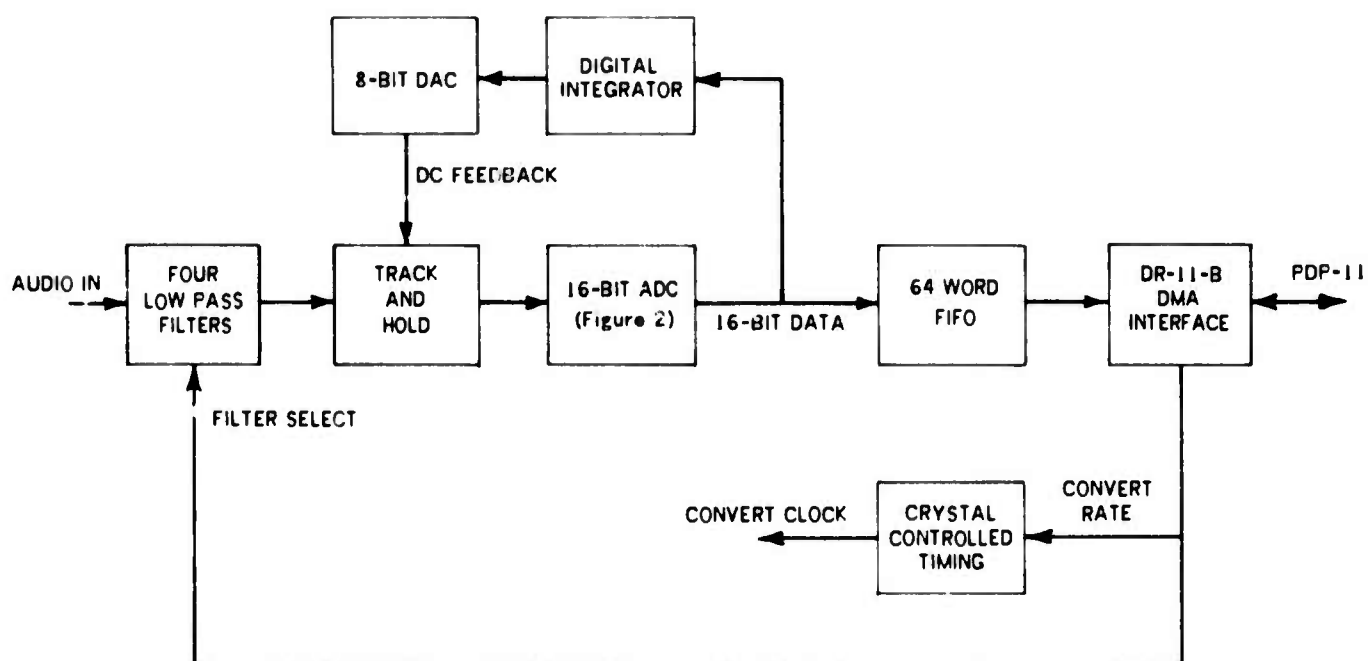 8-BIT DAC
DIGITAL
INTEGRATOR
DC FEEDBACK
AUDIO IN
FOUR
LOW PASS
FILTERS
TRACK
AND
HOLD
16-BIT ADC
(Figure 2)
16-BIT DATA
64 WORD
FIFO
DR-11-B
DMA
INTERFACE
PDP-11
FILTER SELECT
CONVERT CLOCK
CRYSTAL
CONTROLLED
TIMING
CONVERT
RATE